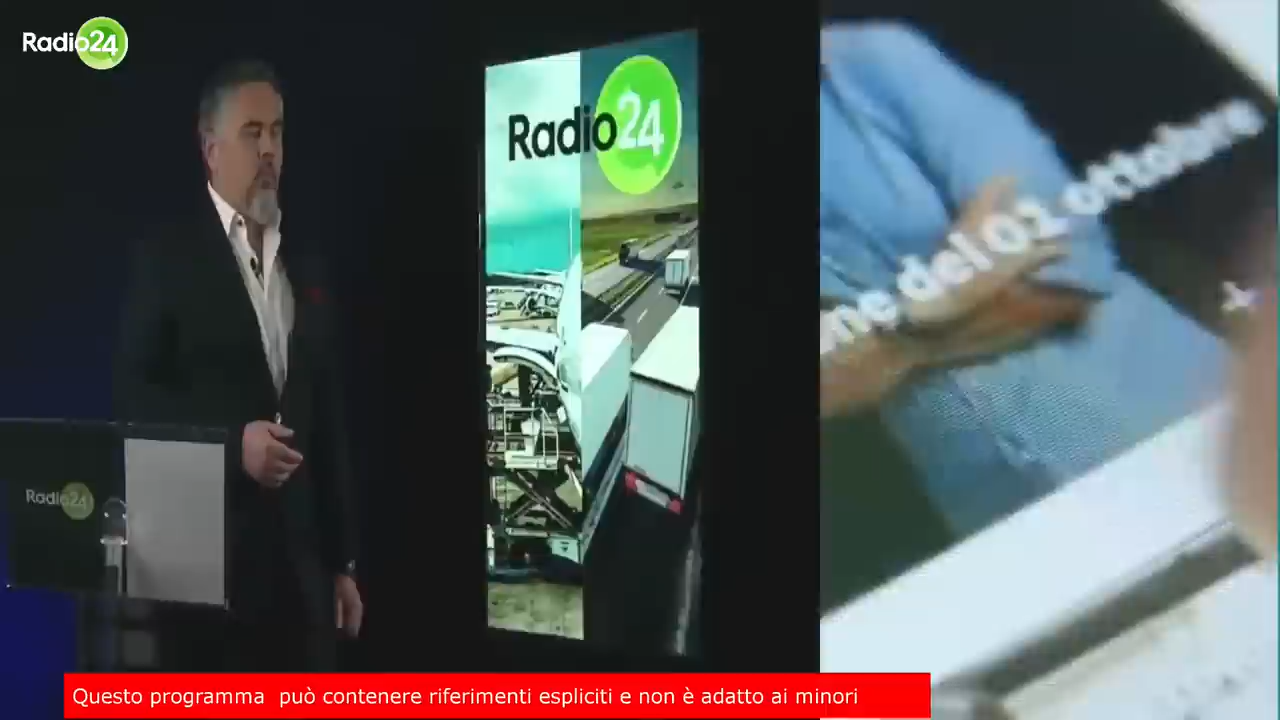 Radio24
Radio24
ne del 02 ottobre
Radio24
Questo programma  può contenere riferimenti espliciti e non è adatto ai minori